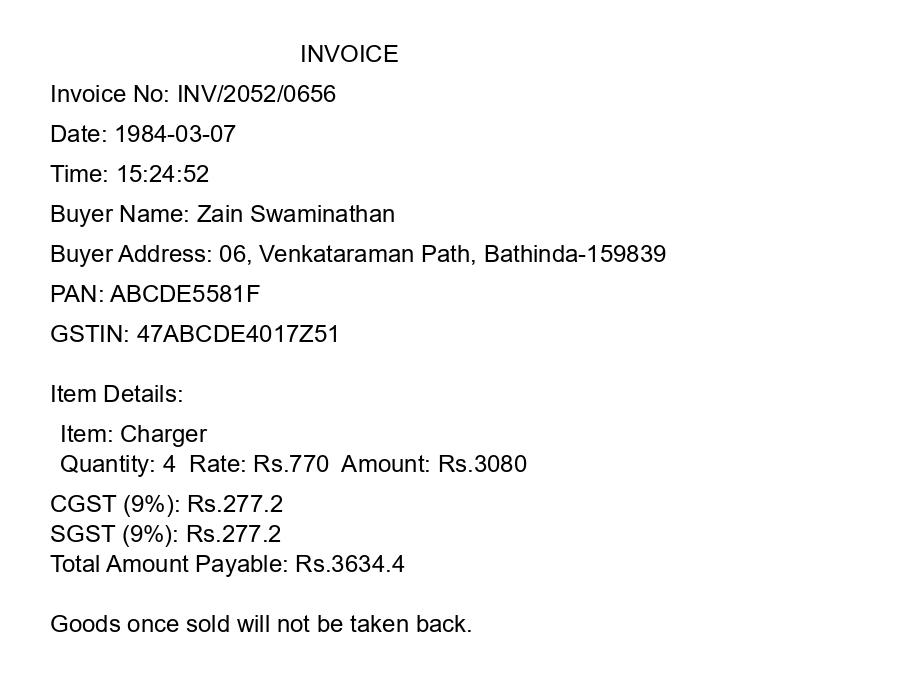 INVOICE
Invoice No: INV/2052/0656
Date: 1984-03-07
Time: 15:24:52
Buyer Name: Zain Swaminathan
Buyer Address: 06, Venkataraman Path, Bathinda-159839
PAN: ABCDE5581F
GSTIN: 47ABCDE4017Z51
Item Details:
Item: Charger
Quantity: 4  Rate: Rs.770  Amount: Rs.3080
CGST (9%): Rs.277.2
SGST (9%): Rs.277.2
Total Amount Payable: Rs.3634.4
Goods once sold will not be taken back.